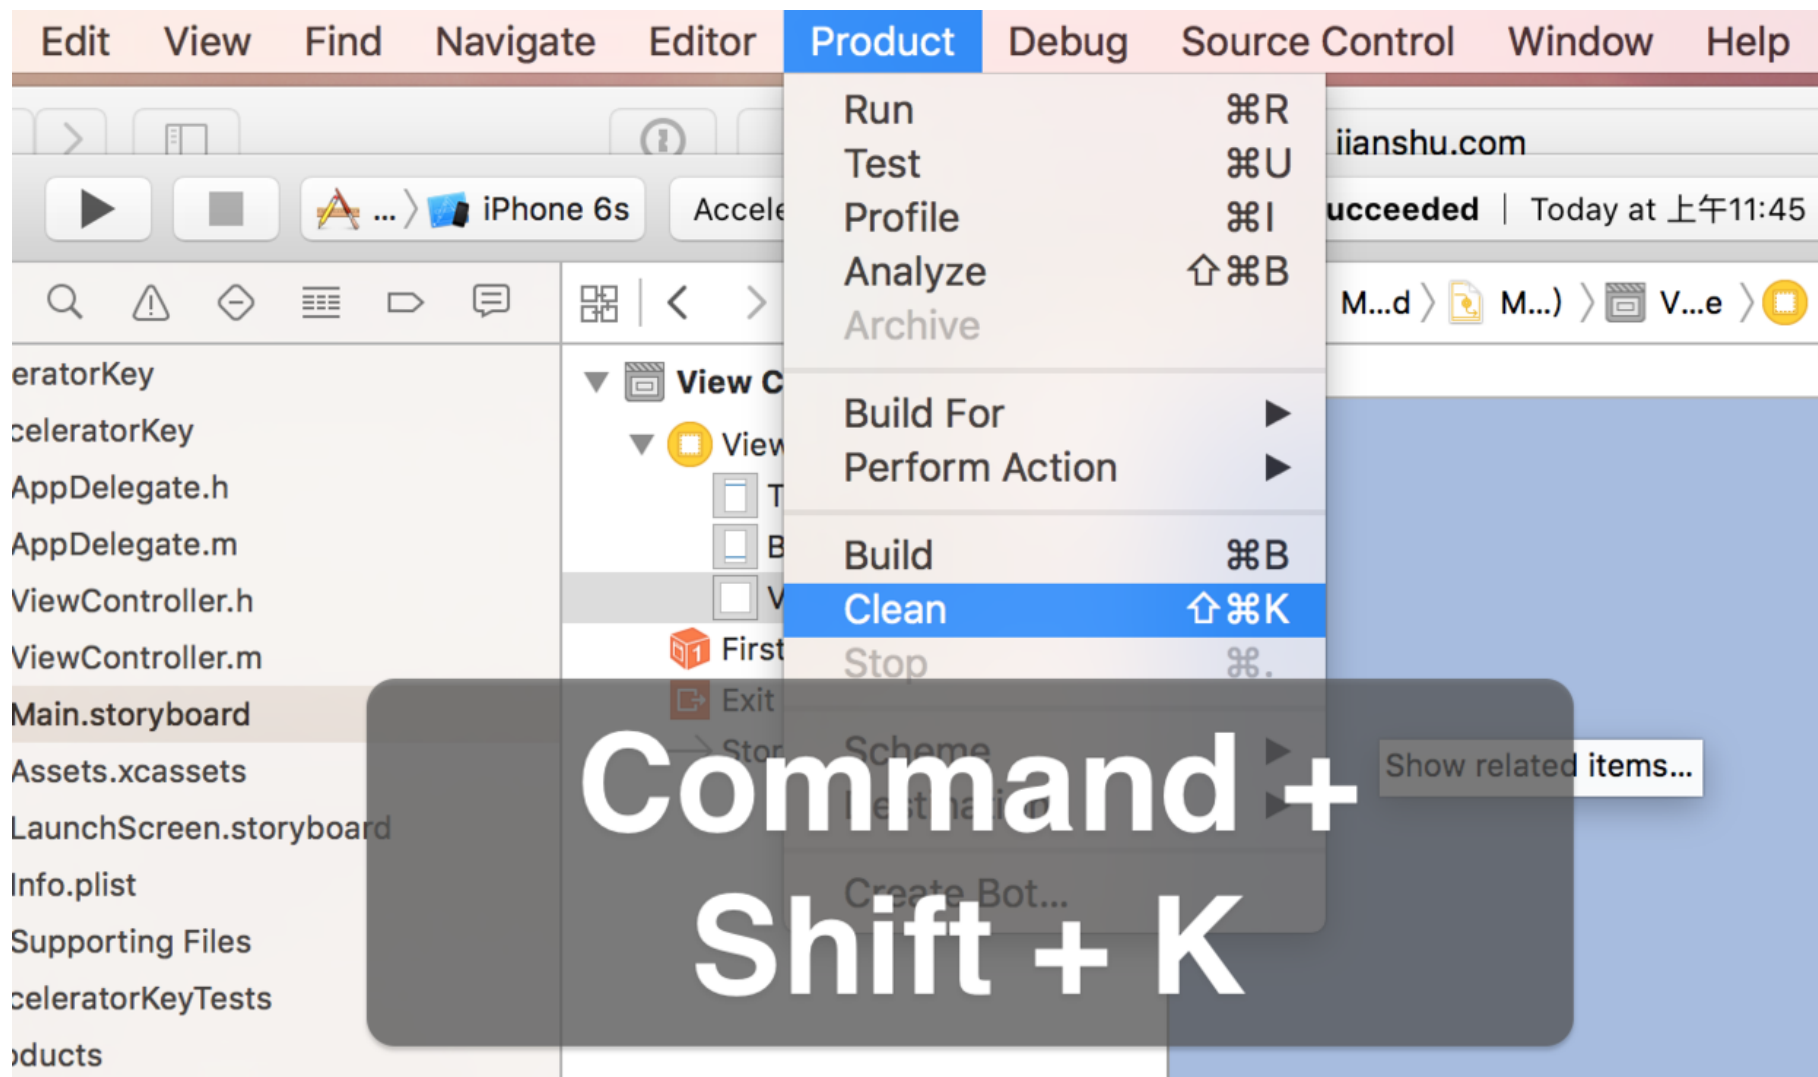 Edit View Find Navigate Editor Product Debug Source Control Window Help
Run ⌘R
iianshu.com
Test ⌘U
... iPhone 6s Accele
Profile ⌘I
ucceeded | Today at 上午11:45
Analyze ⇧⌘B
Archive
M...d M...) V...e
eratorKey
celeratorKey
AppDelegate.h
AppDelegate.m
ViewController.h
ViewController.m
Main.storyboard
Assets.xcassets
LaunchScreen.storyboard
Info.plist
Supporting Files
celeratorKeyTests
oducts
View C
View
T
B
V
First
Exit
Stor
Build For
Perform Action
Build ⌘B
Clean ⇧⌘K
Stop ⌘.
Scheme
Destination
Create Bot...
Show related items...
Command +
Shift + K